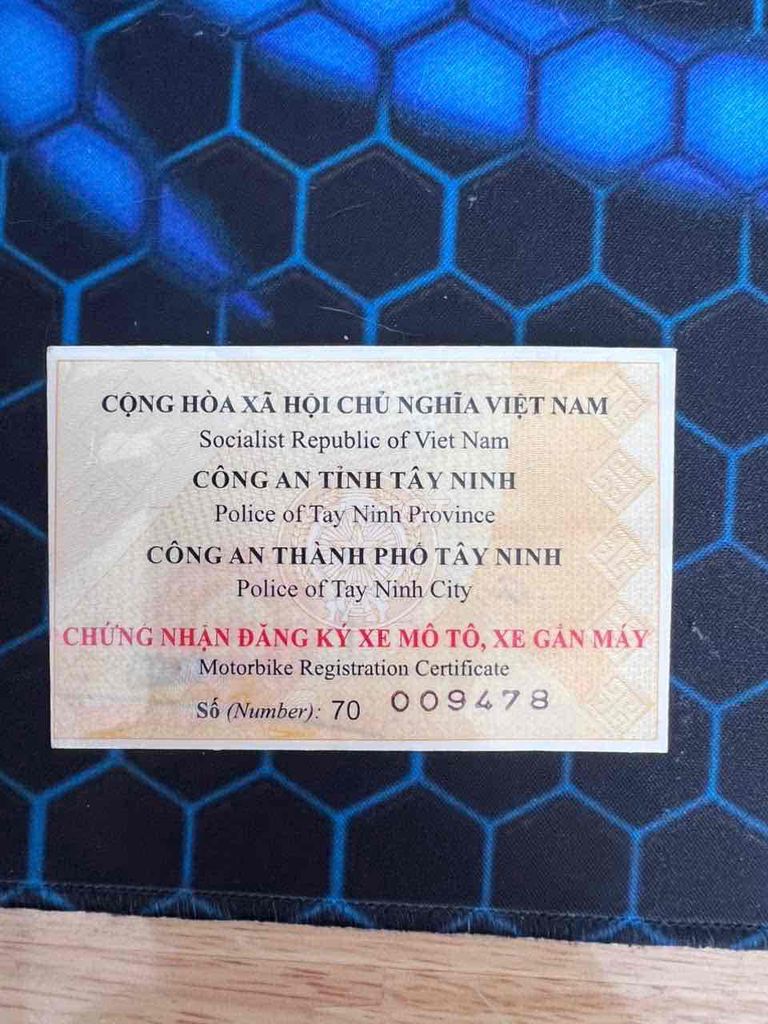 CỘNG HÒA XÃ HỘI CHỦ NGHĨA VIỆT NAM
Socialist Republic of Viet Nam
CÔNG AN TỈNH TÂY NINH
Police of Tay Ninh Province
CÔNG AN THÀNH PHỐ TÂY NINH
Police of Tay Ninh City
CHỨNG NHẬN ĐĂNG KÝ XE MÔ TÔ, XE GẮN MÁY
Motorbike Registration Certificate
Số (Number): 70 009478